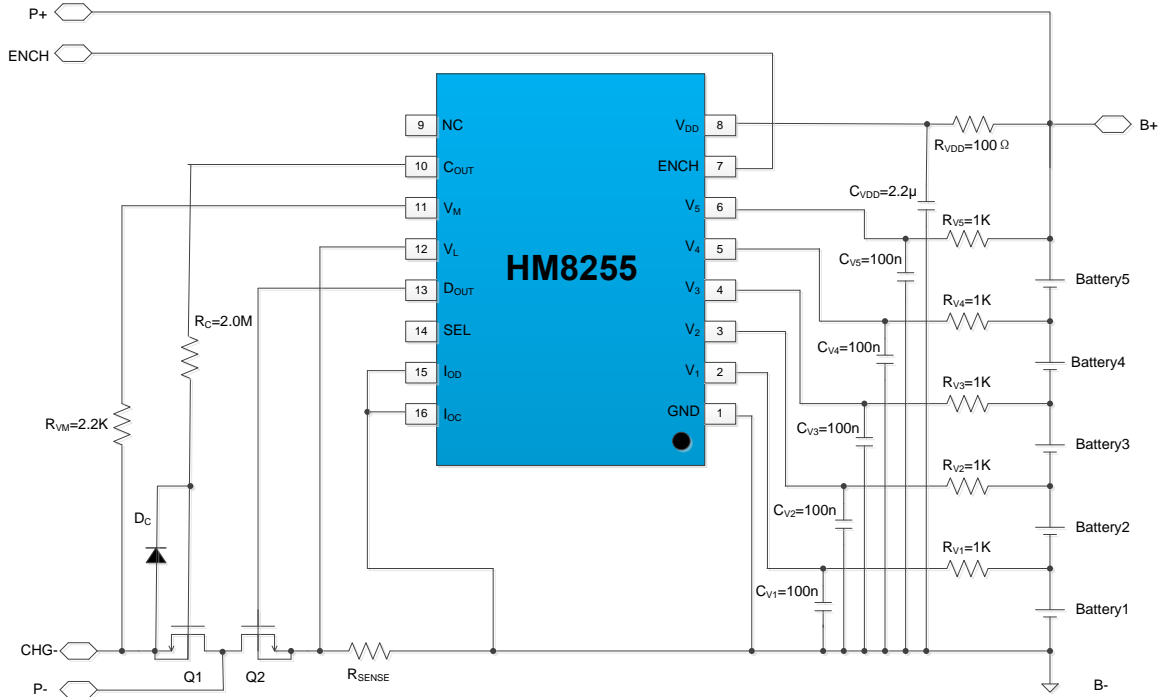 P+
ENCH
9 NC
10 COUT
11 VM
12 VL
13 DOUT
14 SEL
15 IOD
16 IOC
HM8255
VDD 8
ENCH 7
V5 6
V4 5
V3 4
V2 3
V1 2
GND 1
B+
RVDD=100Ω
CVDD=2.2µ
RV5=1K
CV5=100n
Battery5
RV4=1K
CV4=100n
Battery4
RV3=1K
CV3=100n
Battery3
RV2=1K
CV2=100n
Battery2
RV1=1K
CV1=100n
Battery1
RC=2.0M
RVM=2.2K
DC
CHG-
Q1
Q2
RSENSE
P-
B-